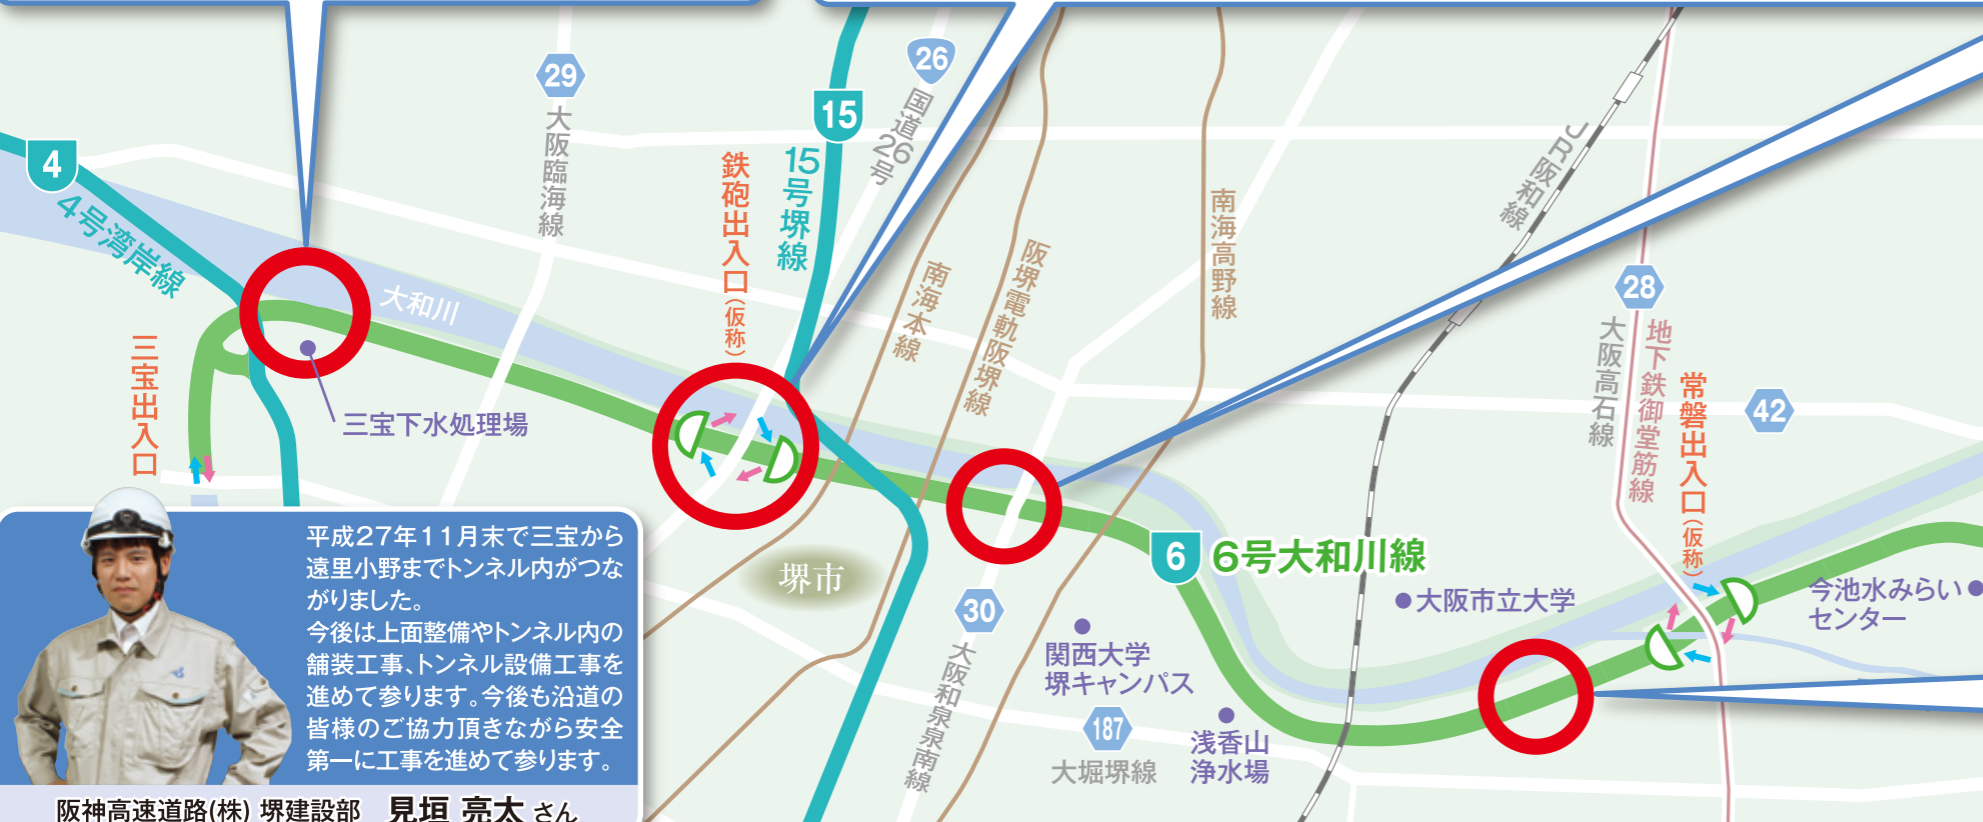 29
大阪臨海線
15
15号堺線
26
国道26号
4
4号湾岸線
鉄砲出入口(仮称)
大和川
南海本線
阪堺電軌阪堺線
南海高野線
JR阪和線
28
大阪高石線
地下鉄御堂筋線
常磐出入口(仮称)
42
三宝出入口
三宝下水処理場
堺市
6
6号大和川線
大阪市立大学
今池水みらい
センター
30
大阪和泉泉南線
関西大学
堺キャンパス
187
大堀堺線
浅香山
浄水場
平成27年11月末で三宝から
遠里小野までトンネル内がつな
がりました。
今後は上面整備やトンネル内の
舗装工事、トンネル設備工事を
進めて参ります。今後も沿道の
皆様のご協力頂きながら安全
第一に工事を進めて参ります。
阪神高速道路(株) 堺建設部 見垣 亮太 さん